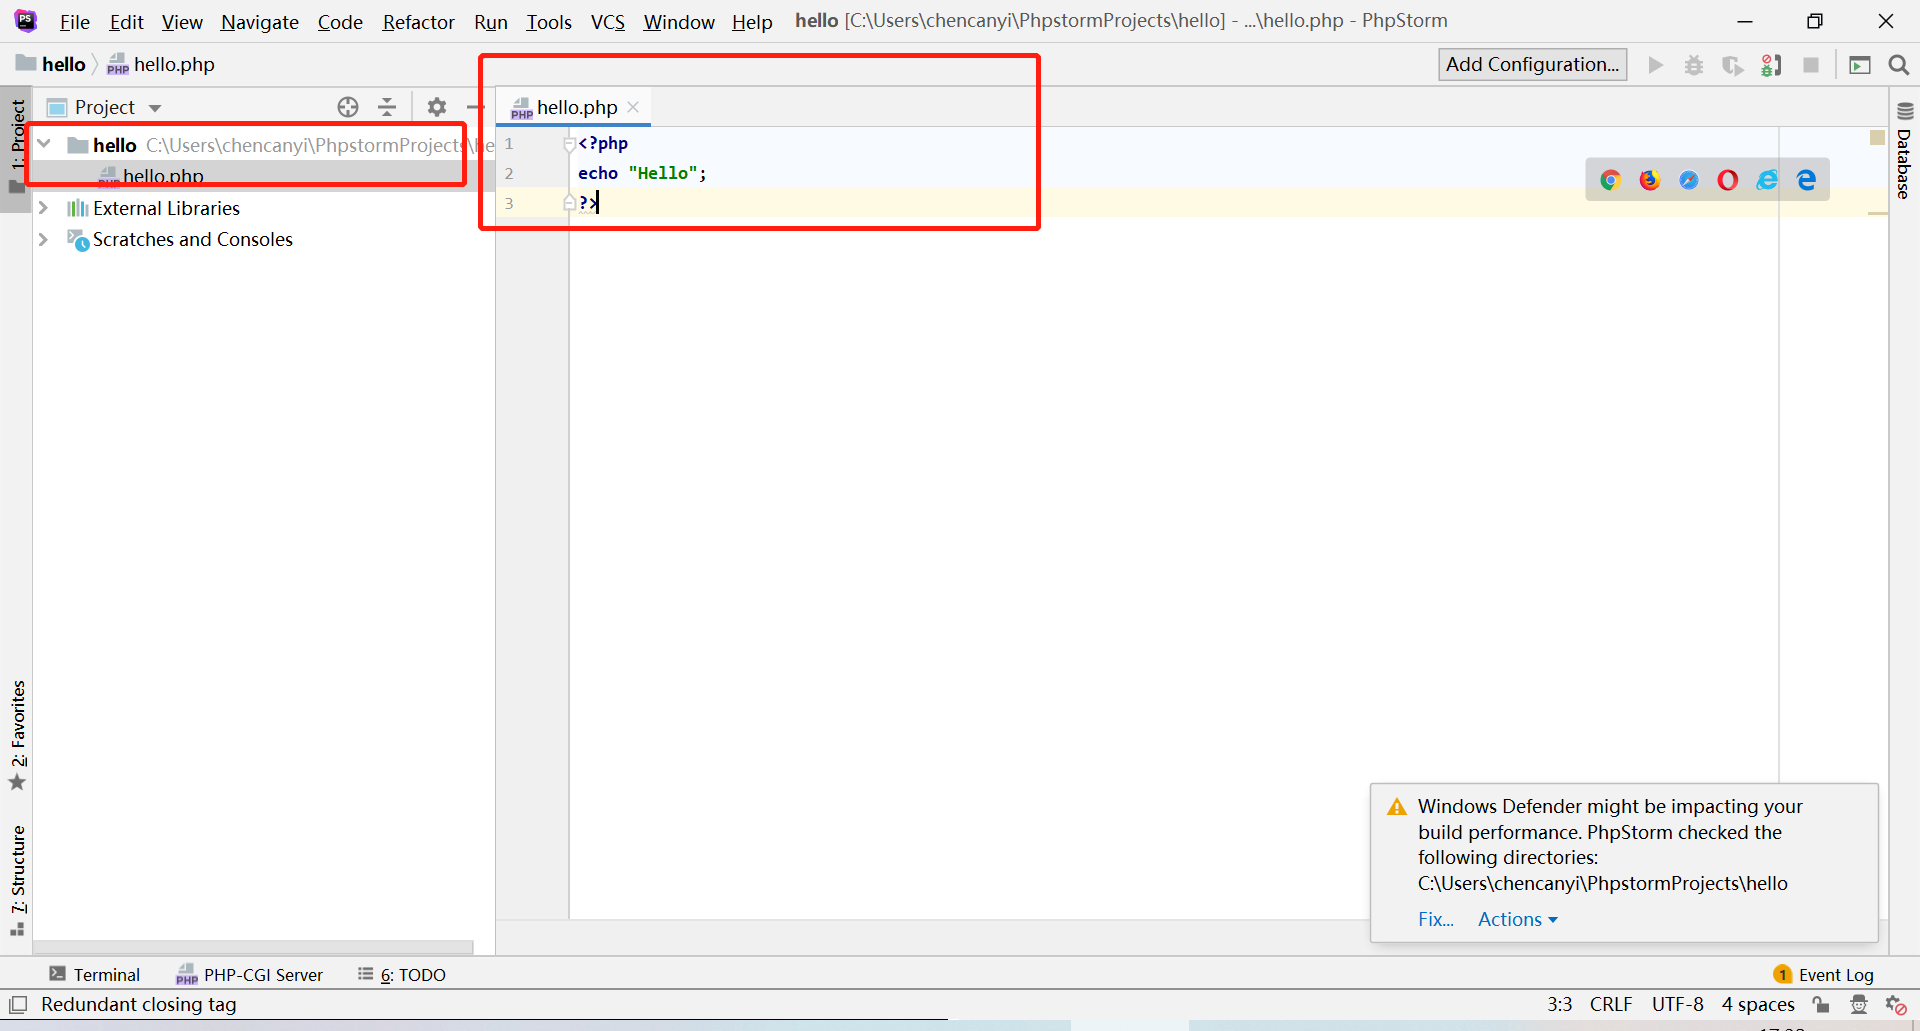 PS File Edit View Navigate Code Refactor Run Tools VCS Window Help hello [C:\Users\chencanyi\PhpstormProjects\hello] - ...\hello.php - PhpStorm
hello PHP hello.php Add Configuration...
1: Project
Project
PHP hello.php
hello C:\Users\chencanyi\PhpstormProjects\he
hello.php
External Libraries
Scratches and Consoles
1 <?php
2 echo "Hello";
3 ?>
Database
2: Favorites
7: Structure
Windows Defender might be impacting your
build performance. PhpStorm checked the
following directories:
C:\Users\chencanyi\PhpstormProjects\hello
Fix... Actions
Terminal PHP PHP-CGI Server 6: TODO 1 Event Log
Redundant closing tag 3:3 CRLF UTF-8 4 spaces